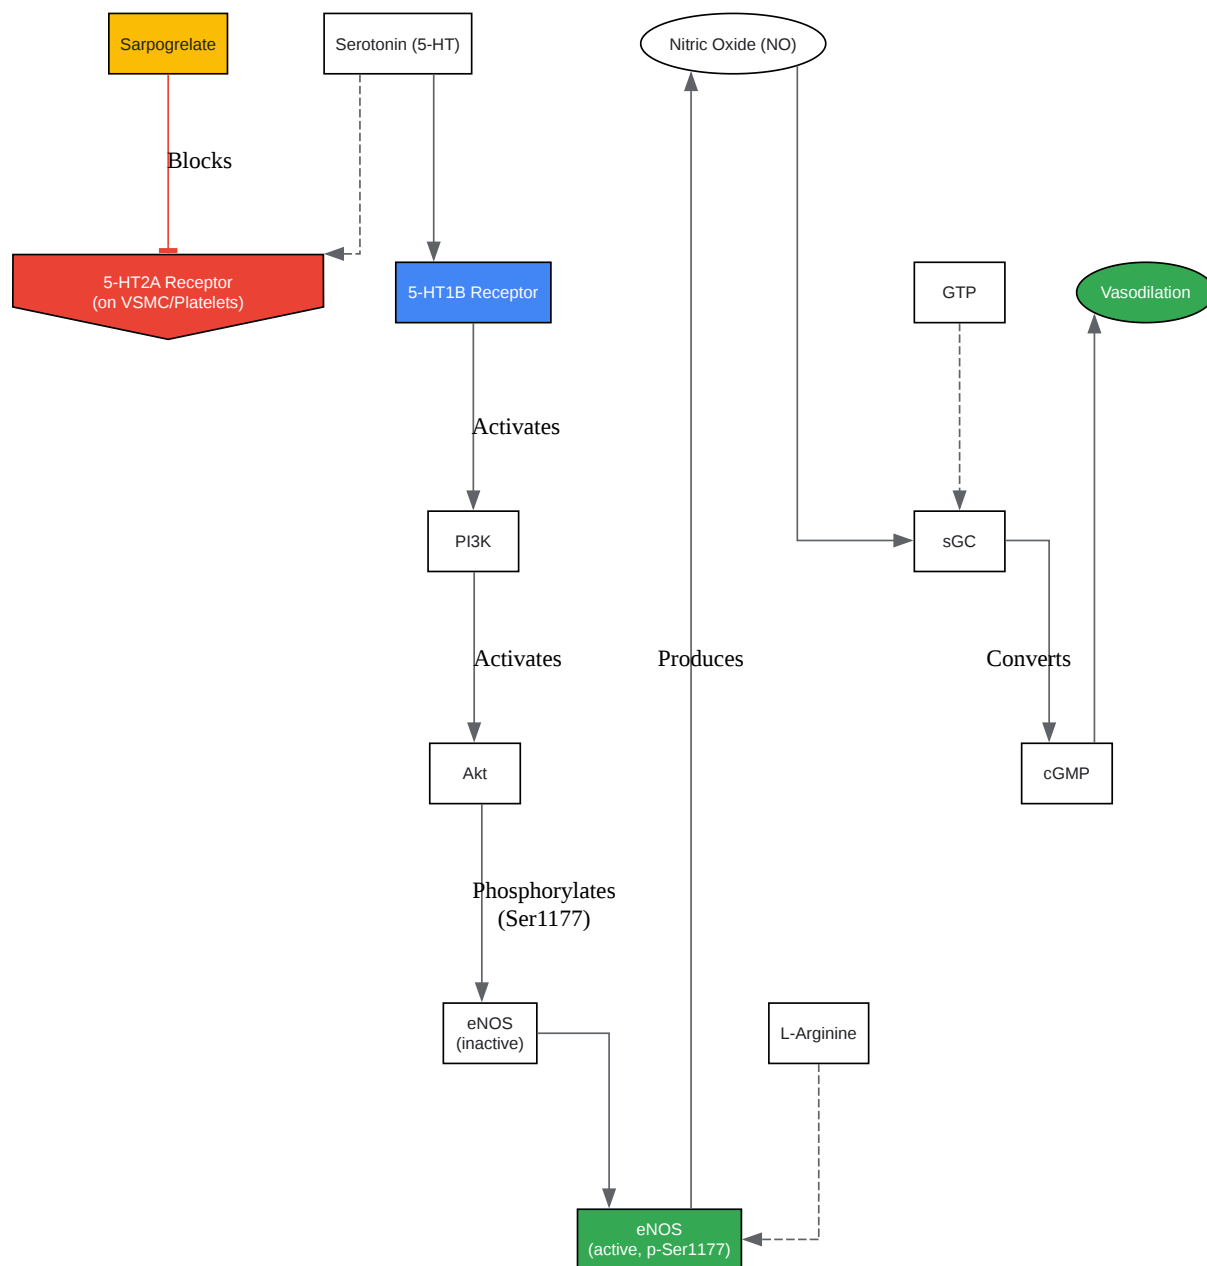 Sarpogrelate
Serotonin (5-HT)
Nitric Oxide (NO)
Blocks
5-HT2A Receptor
(on VSMC/Platelets)
5-HT1B Receptor
GTP
Vasodilation
Activates
PI3K
sGC
Activates
Produces
Converts
Akt
cGMP
Phosphorylates
(Ser1177)
eNOS
(inactive)
L-Arginine
eNOS
(active, p-Ser1177)